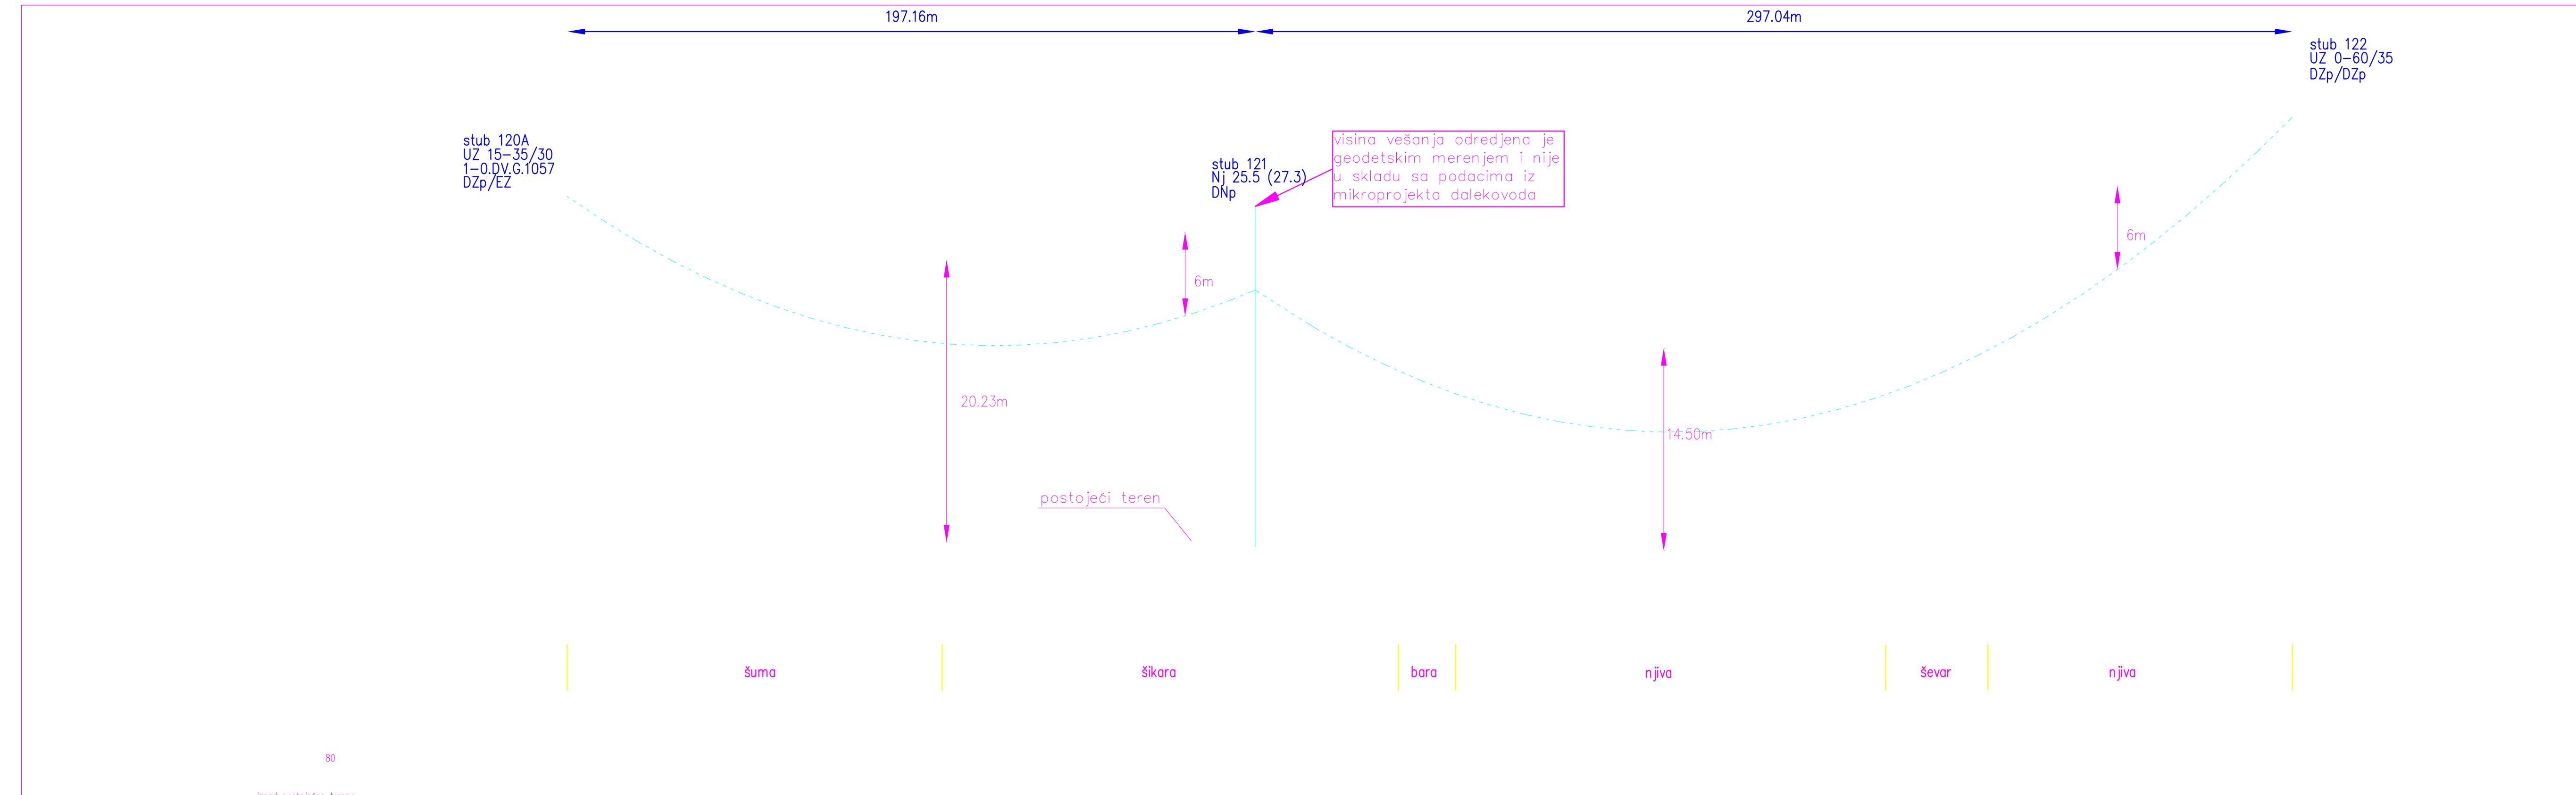 197.16m
297.04m
stub 122
UZ 0-60/35
DZp/DZp
stub 120A
UZ 15-35/30
1-0.DV.G.1057
DZp/EZ
stub 121
Nj 25.5 (27.3)
DNp
visina vešanja odredjena je
geodetskim merenjem i nije
u skladu sa podacima iz
mikroprojekta dalekovoda
6m
6m
20.23m
14.50m
postojeći teren
šuma
šikara
bara
njiva
ševar
njiva
80